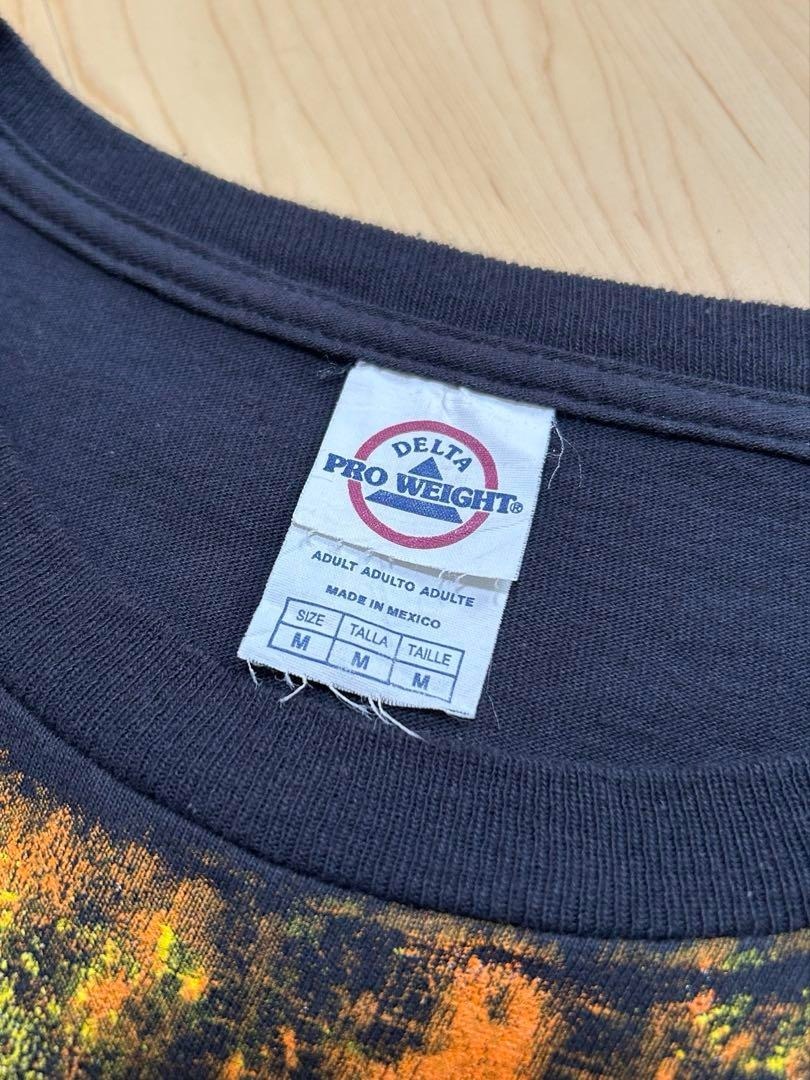 DELTA
PRO WEIGHT®
ADULT ADULTO ADULTE
MADE IN MEXICO
SIZE TALLA TAILLE
M M M